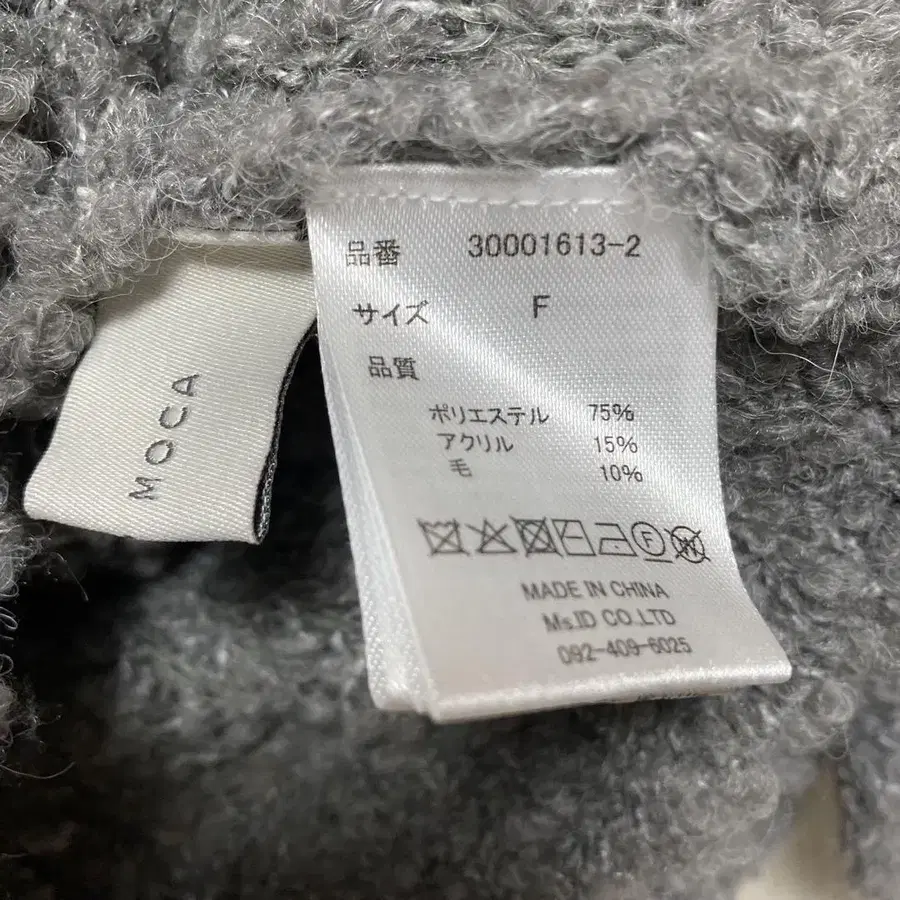 MOCA
品番 30001613-2
サイズ F
品質
ポリエステル 75%
アクリル 15%
毛 10%
F W
MADE IN CHINA
Ms.ID CO.,LTD
092-409-6025